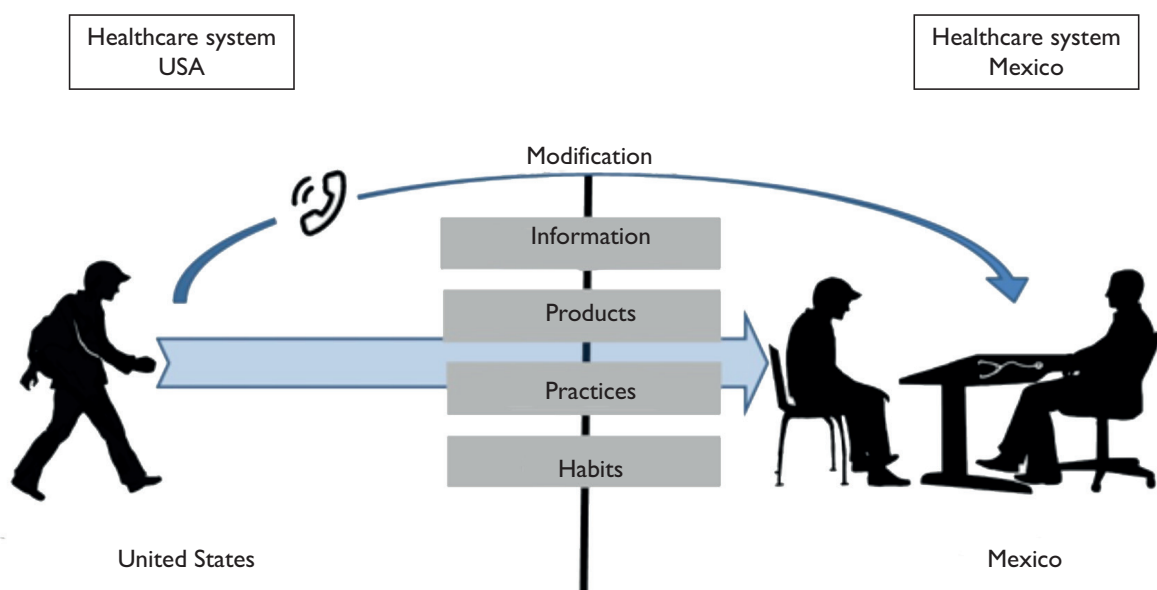 Healthcare system
USA
Healthcare system
Mexico
Modification
Information
Products
Practices
Habits
United States
Mexico